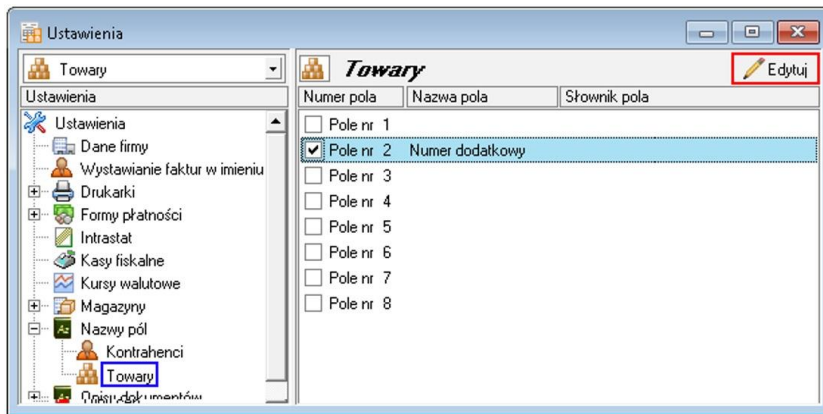 Ustawienia
Towary
Ustawienia
Ustawienia
Dane firmy
Wystawianie faktur w imieniu
Drukarki
Formy płatności
Intrastat
Kasy fiskalne
Kursy walutowe
Magazyny
Nazwy pól
Kontrahenci
Towary
Opisy dokumentów
Towary
Edytuj
Numer pola Nazwa pola Słownik pola
Pole nr 1
Pole nr 2 Numer dodatkowy
Pole nr 3
Pole nr 4
Pole nr 5
Pole nr 6
Pole nr 7
Pole nr 8